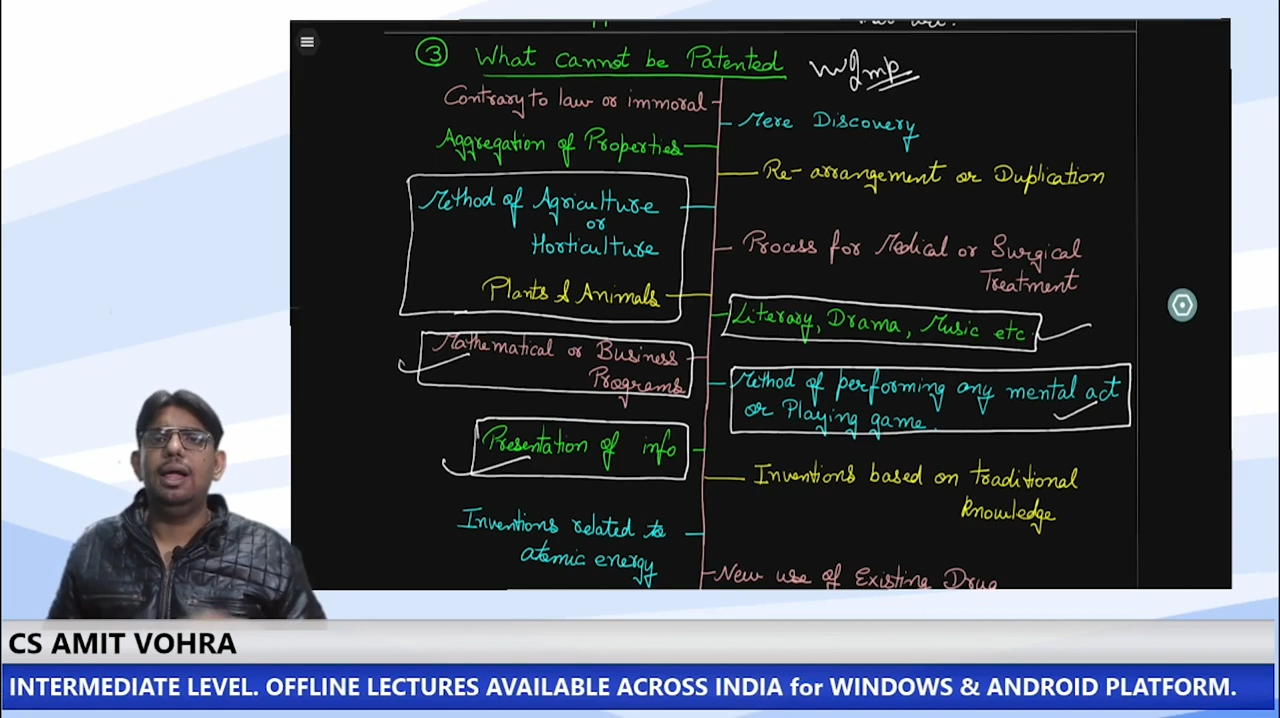 ③ What cannot be Patented
Contrary to law or immoral
Mere Discovery
Aggregation of Properties
Re-arrangement or Duplication
Method of Agriculture
or
Horticulture
Process for Medical or Surgical
Treatment
Plants & Animals
Literary, Drama, Music etc
Mathematical or Business
Programs
Method of performing any mental act
or Playing game.
Presentation of info
Inventions based on traditional
knowledge
Inventions related to
atomic energy
New use of Existing Drug
CS AMIT VOHRA
INTERMEDIATE LEVEL. OFFLINE LECTURES AVAILABLE ACROSS INDIA for WINDOWS & ANDROID PLATFORM.